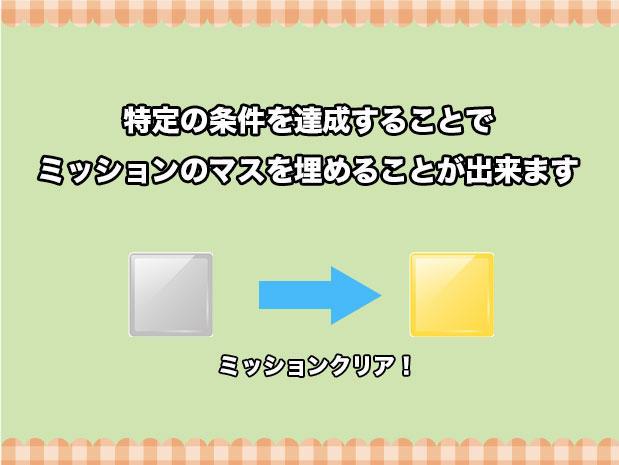 特定の条件を達成することで
ミッションのマスを埋めることが出来ます
ミッションクリア！